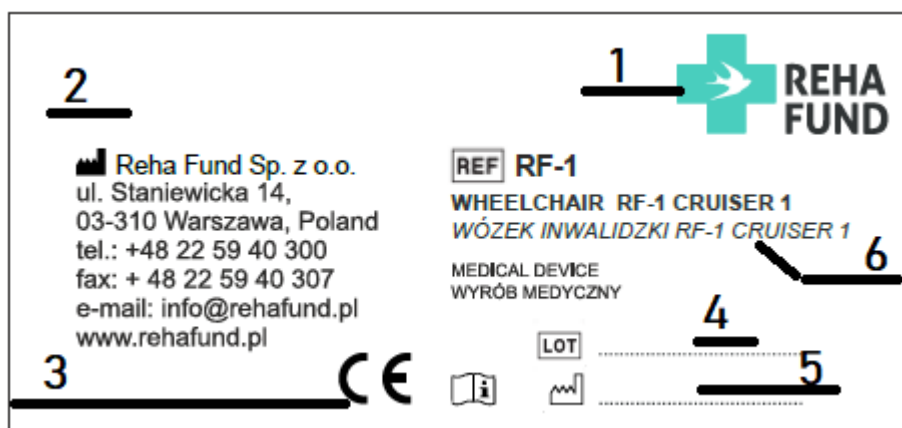 1
REHA
FUND
2
Reha Fund Sp. z o.o.
ul. Staniewicka 14,
03-310 Warszawa, Poland
tel.: +48 22 59 40 300
fax: + 48 22 59 40 307
e-mail: info@rehafund.pl
www.rehafund.pl
3
CE
REF RF-1
WHEELCHAIR RF-1 CRUISER 1
WÓZEK INWALIDZKI RF-1 CRUISER 1
6
MEDICAL DEVICE
WYRÓB MEDYCZNY
4
LOT ........................................
5
i ........................................